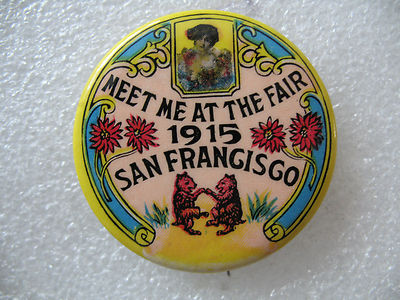 MEET ME AT THE FAIR
1915
SAN FRANCISCO